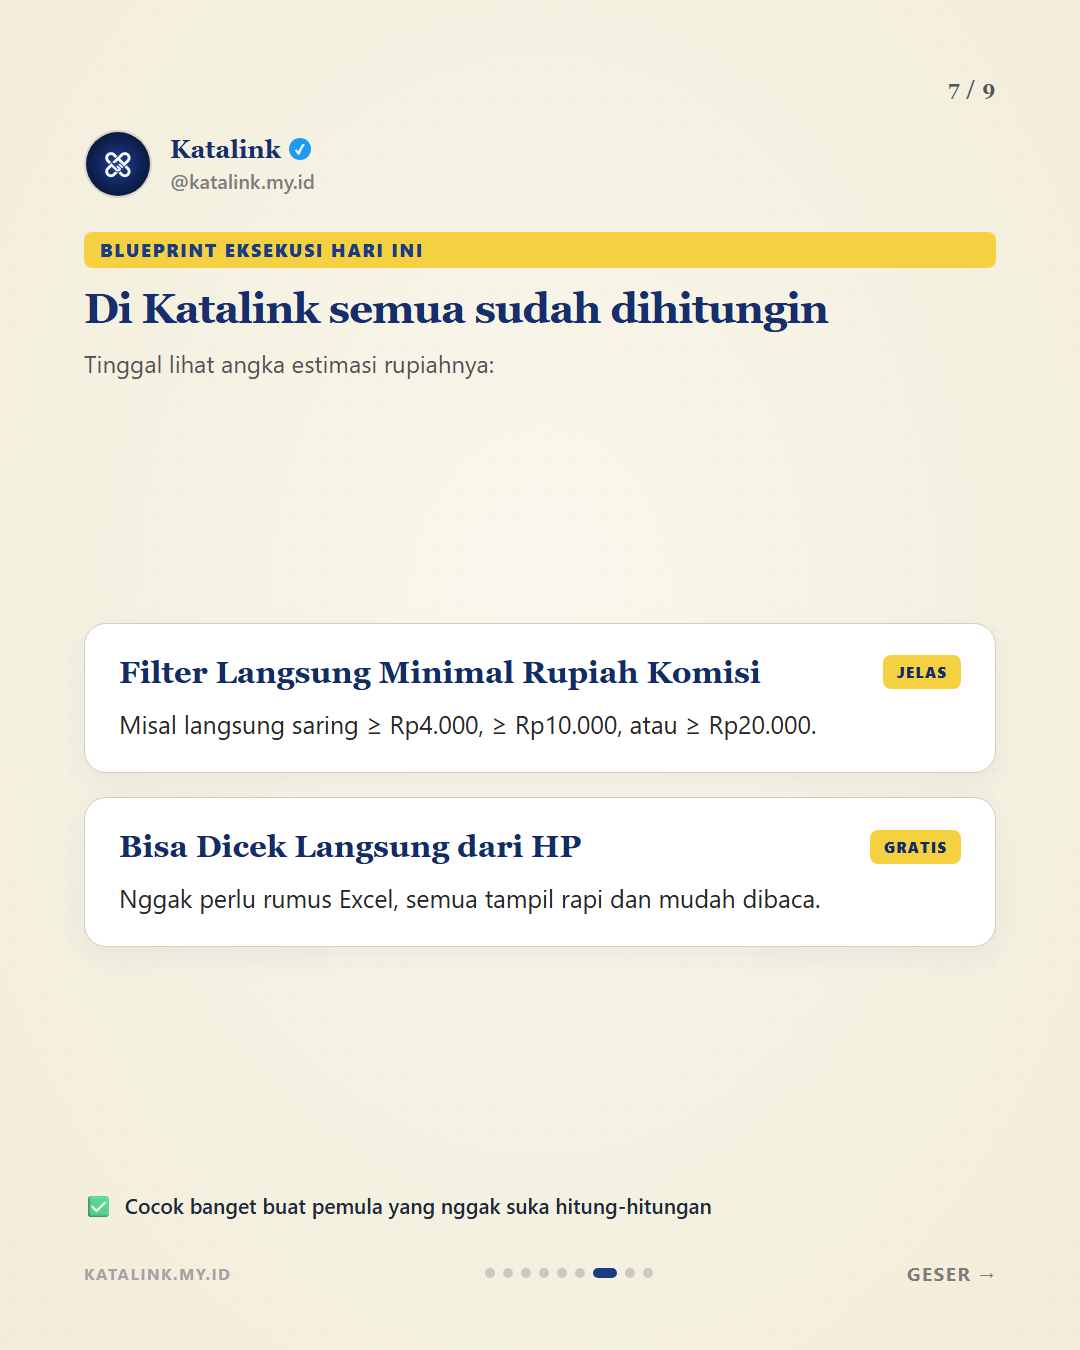 7 / 9
Katalink
@katalink.my.id
BLUEPRINT EKSEKUSI HARI INI
Di Katalink semua sudah dihitungin
Tinggal lihat angka estimasi rupiahnya:
Filter Langsung Minimal Rupiah Komisi
JELAS
Misal langsung saring ≥ Rp4.000, ≥ Rp10.000, atau ≥ Rp20.000.
Bisa Dicek Langsung dari HP
GRATIS
Nggak perlu rumus Excel, semua tampil rapi dan mudah dibaca.
✅ Cocok banget buat pemula yang nggak suka hitung-hitungan
KATALINK.MY.ID
GESER →